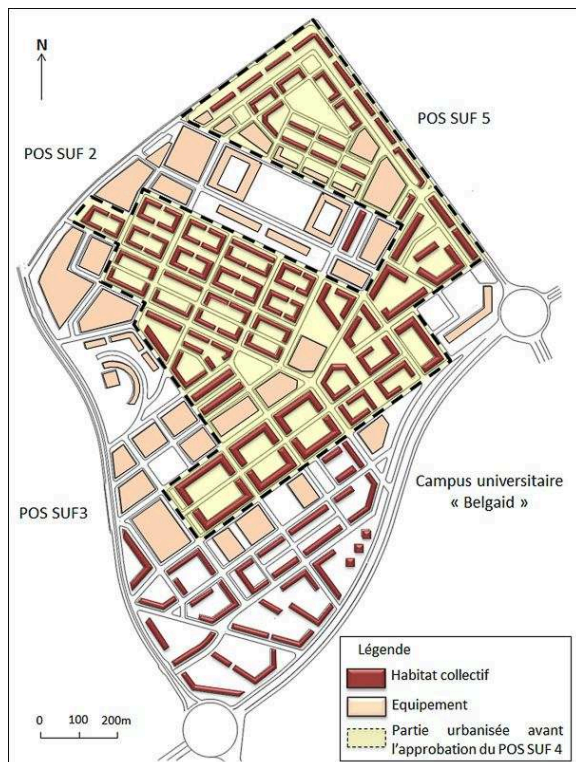 N
POS SUF 5
POS SUF 2
Campus universitaire
« Belgaid »
POS SUF3
Légende
Habitat collectif
Equipement
Partie urbanisée avant
l'approbation du POS SUF 4
0 100 200m